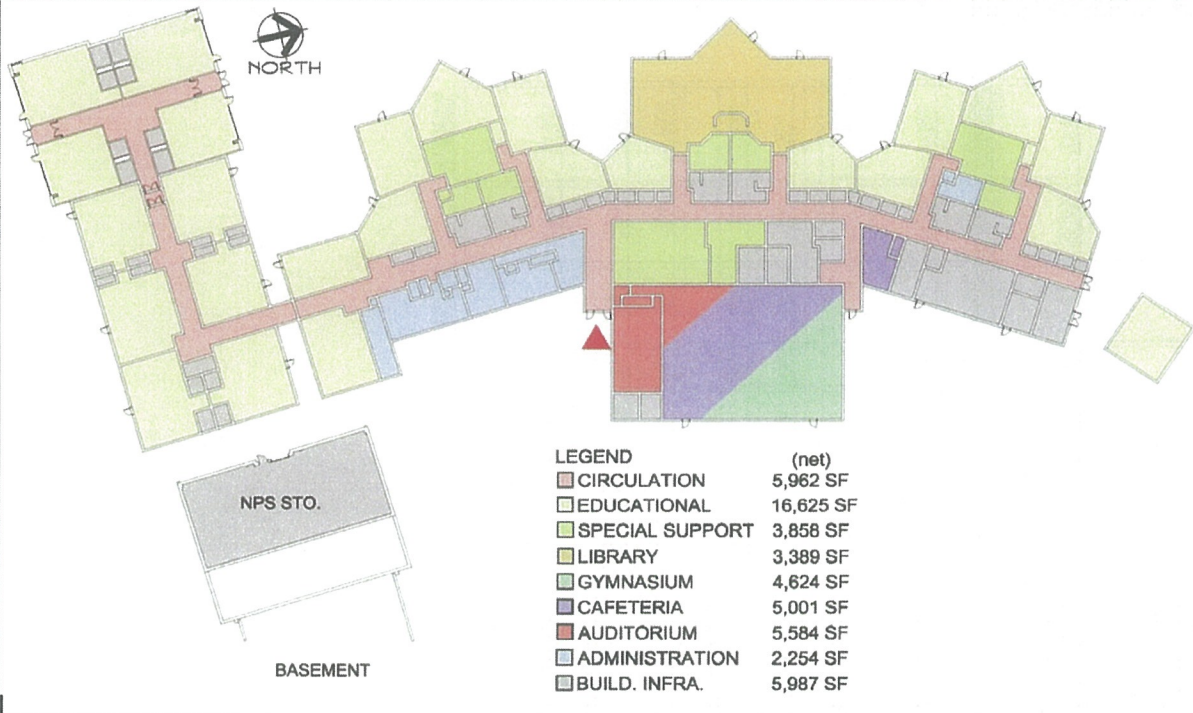 NORTH
LEGEND (net)
CIRCULATION 5,962 SF
EDUCATIONAL 16,625 SF
SPECIAL SUPPORT 3,858 SF
LIBRARY 3,389 SF
GYMNASIUM 4,624 SF
CAFETERIA 5,001 SF
AUDITORIUM 5,584 SF
ADMINISTRATION 2,254 SF
BUILD. INFRA. 5,987 SF
NPS STO.
BASEMENT